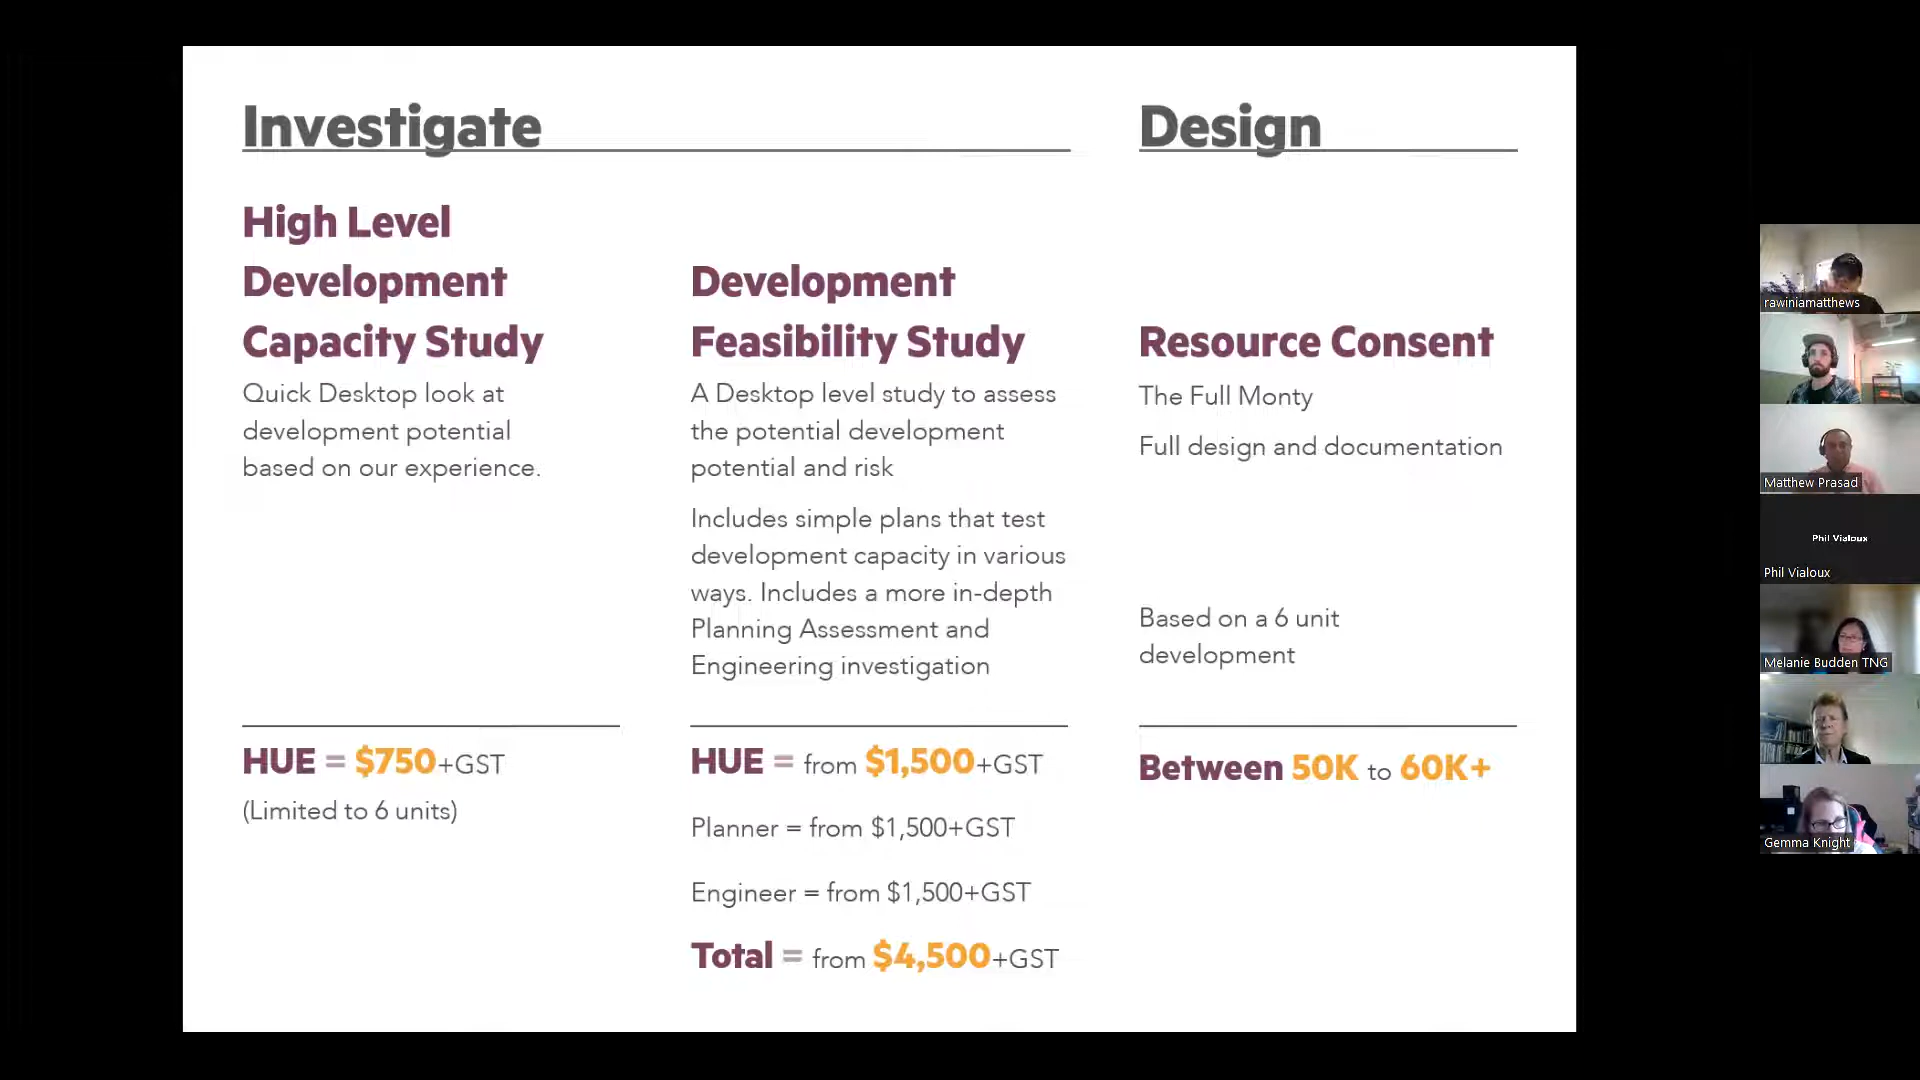 Investigate
High Level
Development
Capacity Study
Quick Desktop look at
development potential
based on our experience.
HUE = $750+GST
(Limited to 6 units)
Development
Feasibility Study
A Desktop level study to assess
the potential development
potential and risk
Includes simple plans that test
development capacity in various
ways. Includes a more in-depth
Planning Assessment and
Engineering investigation
HUE = from $1,500+GST
Planner = from $1,500+GST
Engineer = from $1,500+GST
Total = from $4,500+GST
Design
Resource Consent
The Full Monty
Full design and documentation
Based on a 6 unit
development
Between 50K to 60K+
rawiniamatthews
Matthew Prasad
Phil Vialoux
Phil Vialoux
Melanie Budden TNG
Gemma Knight